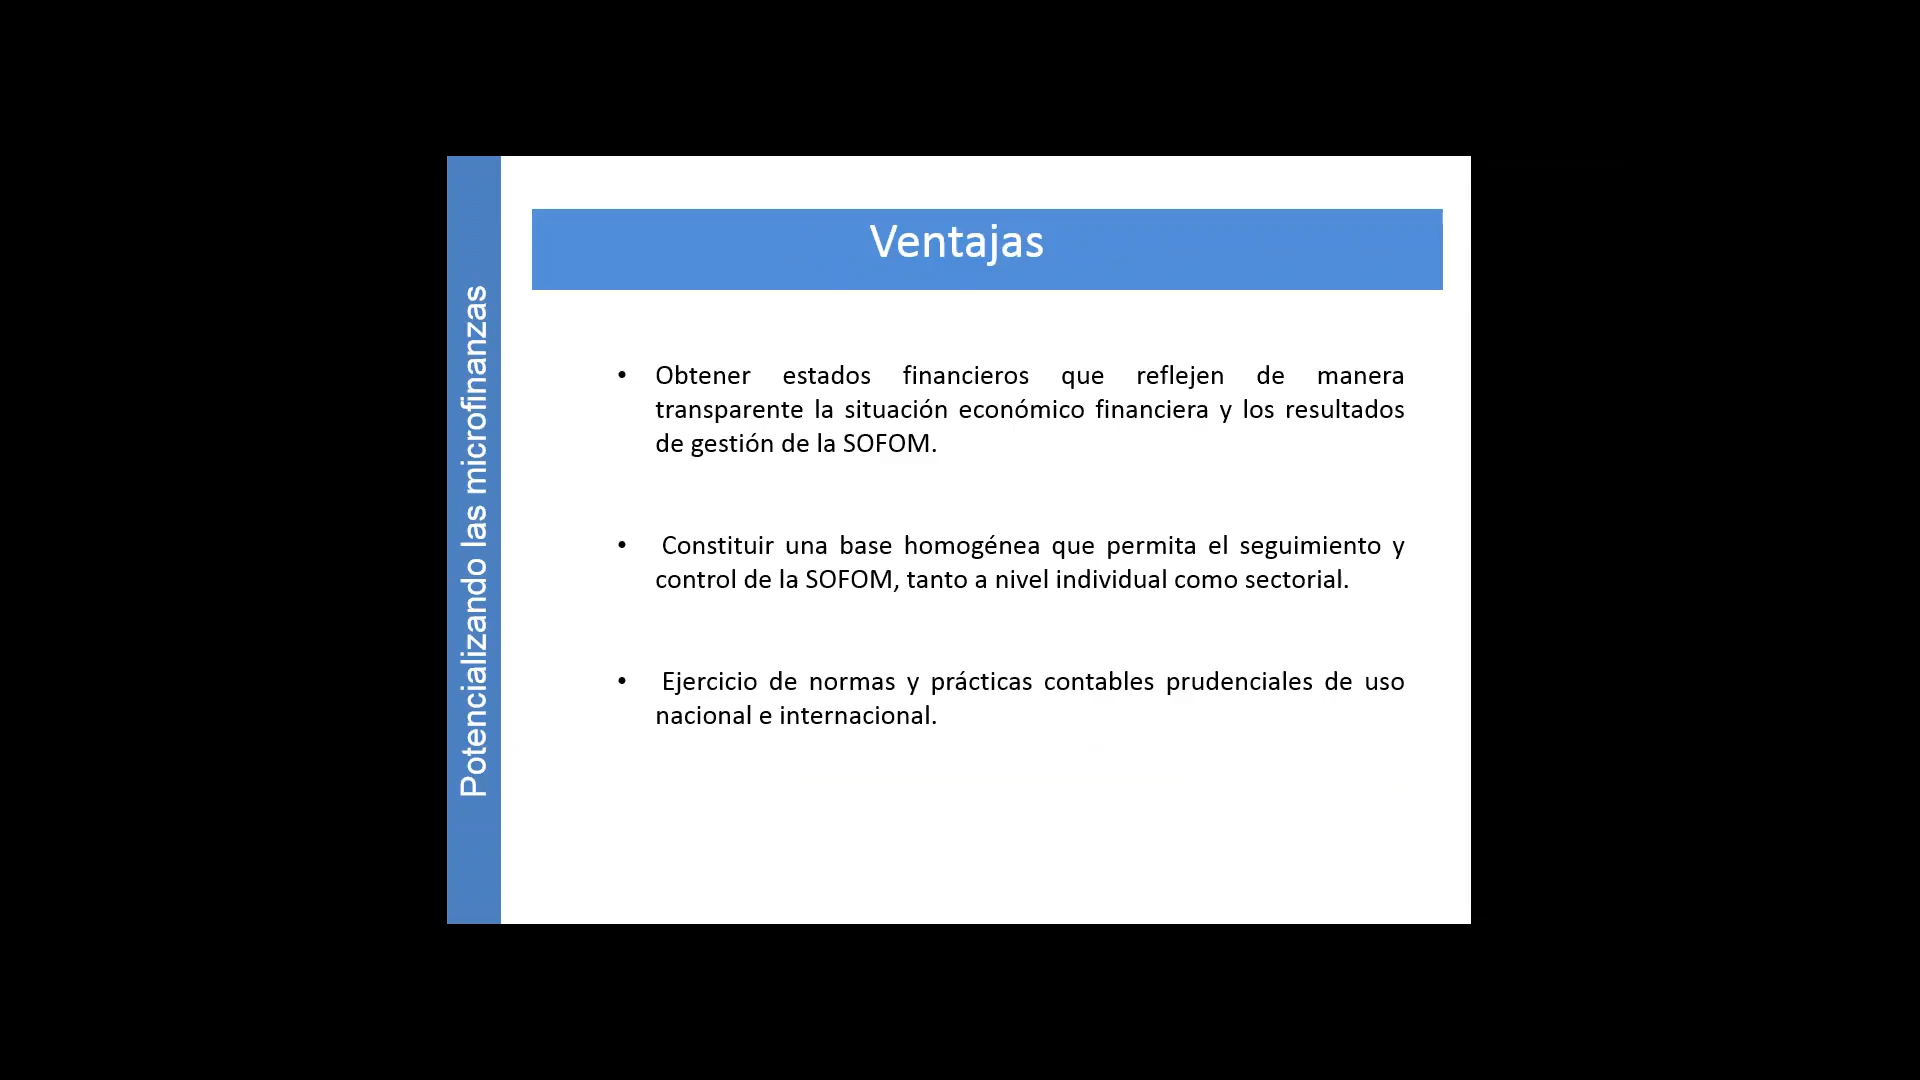 Potencializando las microfinanzas
Ventajas
• Obtener estados financieros que reflejen de manera
transparente la situación económico financiera y los resultados
de gestión de la SOFOM.
• Constituir una base homogénea que permita el seguimiento y
control de la SOFOM, tanto a nivel individual como sectorial.
• Ejercicio de normas y prácticas contables prudenciales de uso
nacional e internacional.